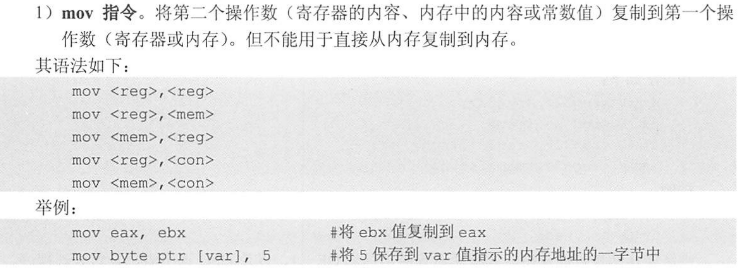 1）mov 指令。将第二个操作数（寄存器的内容、内存中的内容或常数值）复制到第一个操
作数（寄存器或内存）。但不能用于直接从内存复制到内存。
其语法如下：
mov <reg>,<reg>
mov <reg>,<mem>
mov <mem>,<reg>
mov <reg>,<con>
mov <mem>,<con>
举例：
mov eax, ebx #将 ebx 值复制到 eax
mov byte ptr [var], 5 #将 5 保存到 var 值指示的内存地址的一字节中